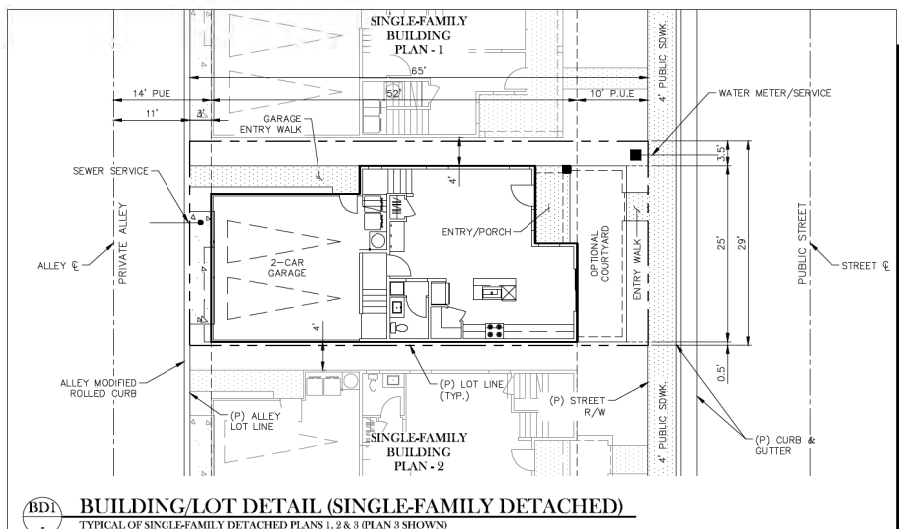 SINGLE-FAMILY
BUILDING
PLAN - 1
65'
14' PUE
52'
10' P.U.E
11'
3'
4' PUBLIC SDWK.
WATER METER/SERVICE
GARAGE
ENTRY WALK
3.5'
SEWER SERVICE
4'
PRIVATE ALLEY
ALLEY ℄
2-CAR
GARAGE
ENTRY/PORCH
OPTIONAL
COURTYARD
ENTRY WALK
25'
29'
PUBLIC STREET
STREET ℄
4'
0.5'
ALLEY MODIFIED
ROLLED CURB
(P) ALLEY
LOT LINE
(P) LOT LINE
(TYP.)
(P) STREET
R/W
4' PUBLIC SDWK.
(P) CURB &
GUTTER
SINGLE-FAMILY
BUILDING
PLAN - 2
BD1
-
BUILDING/LOT DETAIL (SINGLE-FAMILY DETACHED)
TYPICAL OF SINGLE-FAMILY DETACHED PLANS 1, 2 & 3 (PLAN 3 SHOWN)